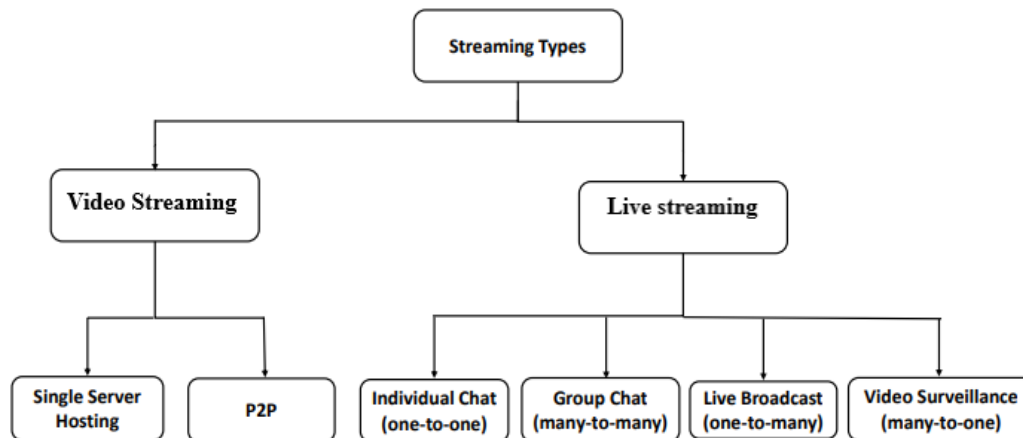 Streaming Types
Video Streaming
Live streaming
Single Server
Hosting
P2P
Individual Chat
(one-to-one)
Group Chat
(many-to-many)
Live Broadcast
(one-to-many)
Video Surveillance
(many-to-one)